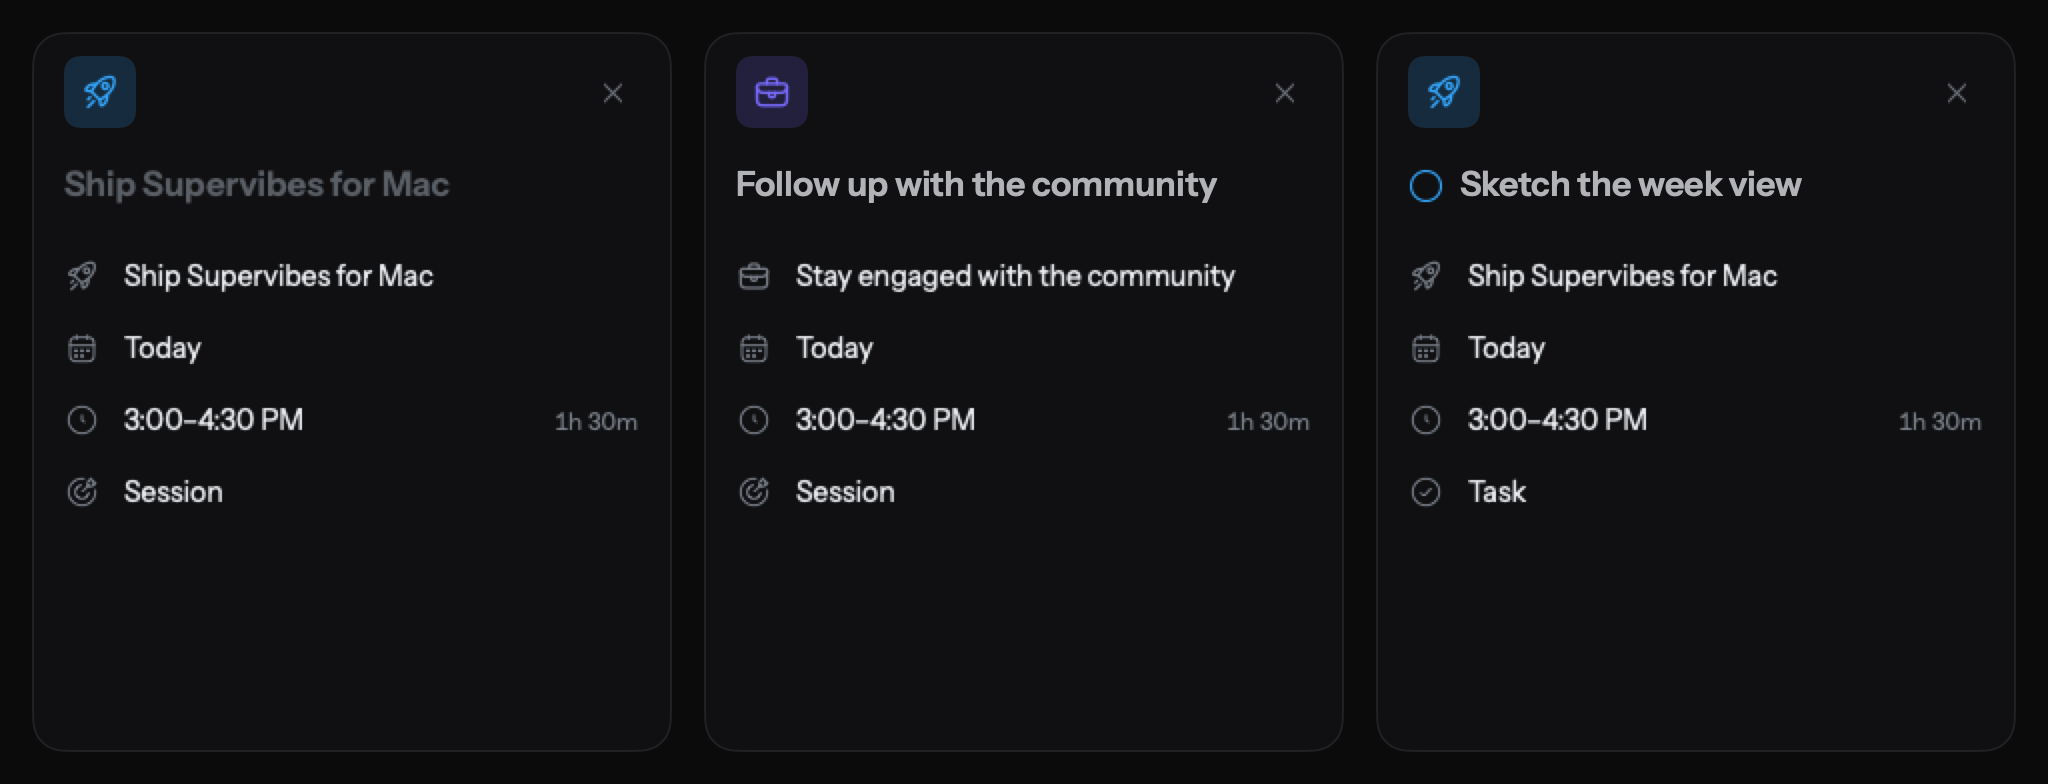 Ship Supervibes for Mac
Ship Supervibes for Mac
Today
3:00–4:30 PM 1h 30m
Session
Follow up with the community
Stay engaged with the community
Today
3:00–4:30 PM 1h 30m
Session
Sketch the week view
Ship Supervibes for Mac
Today
3:00–4:30 PM 1h 30m
Task